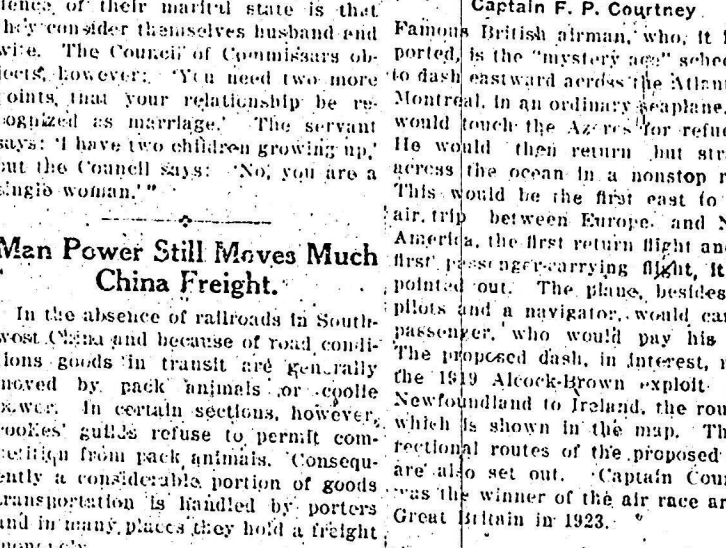 of their marital state is that
they consider themselves husband and
wife. The Council of Commissars ob-
jects, however: 'You need two more
points, that your relationship be re-
cognized as marriage.' The servant
says: 'I have two children growing up,'
but the Council says: 'No, you are a
single woman.'"
Man Power Still Moves Much
China Freight.
In the absence of railroads in South-
west China and because of road condi-
tions goods in transit are generally
moved by pack animals or coolie
power. In certain sections, however,
guilds refuse to permit com-
petition from pack animals. Consequ-
ently a considerable portion of goods
transportation is handled by porters
and in many places they hold a freight
Captain F. P. Courtney
Famous British airman, who, it
ported, is the "mystery ace"
to dash eastward across the
Montreal, in an ordinary seaplane.
would touch the Azores for
He would then return but
across the ocean in a nonstop
This would be the first east to
air trip between Europe and
America, the first return flight
first passenger-carrying flight, it
pointed out. The plane, besides
pilots and a navigator, would
passenger, who would pay his
The proposed dash, in interest,
the 1919 Alcock-Brown exploit
Newfoundland to Ireland, the
which is shown in the map.
rectional routes of the proposed
are also set out. Captain
was the winner of the air race
Great Britain in 1923.